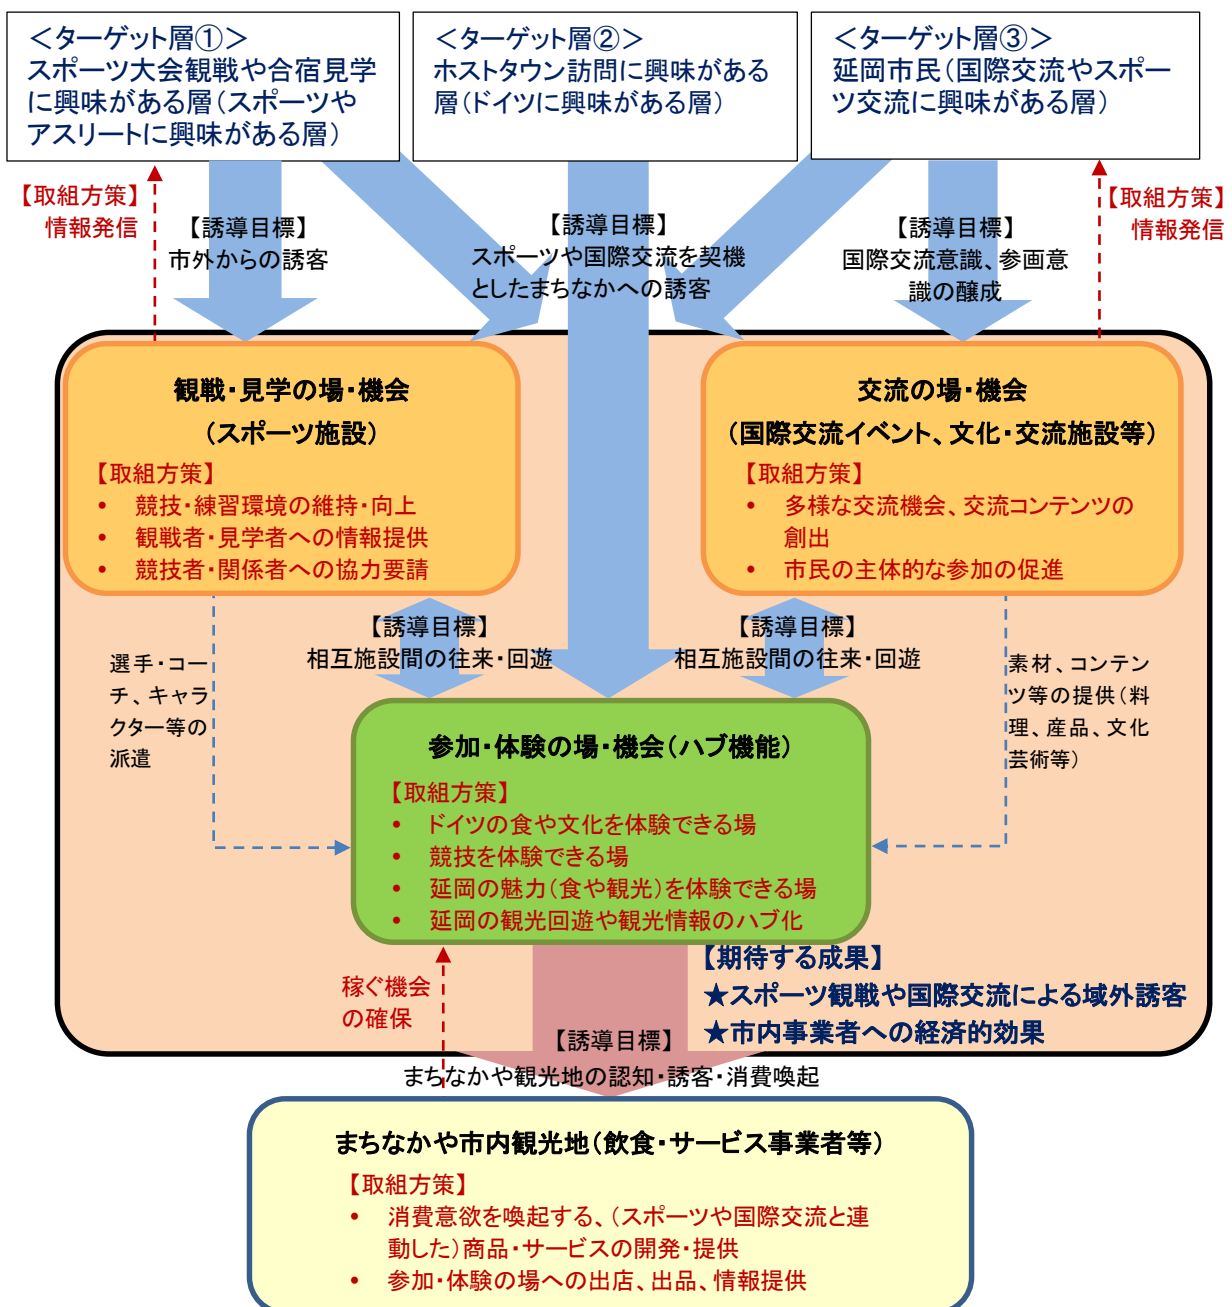 ＜ターゲット層①＞
スポーツ大会観戦や合宿見学
に興味がある層（スポーツや
アスリートに興味がある層）
＜ターゲット層②＞
ホストタウン訪問に興味がある
層（ドイツに興味がある層）
＜ターゲット層③＞
延岡市民（国際交流やスポー
ツ交流に興味がある層）
【取組方策】
情報発信
【誘導目標】
市外からの誘客
【誘導目標】
スポーツや国際交流を契機
としたまちなかへの誘客
【誘導目標】
国際交流意識、参画意
識の醸成
【取組方策】
情報発信
観戦・見学の場・機会
（スポーツ施設）
【取組方策】
• 競技・練習環境の維持・向上
• 観戦者・見学者への情報提供
• 競技者・関係者への協力要請
交流の場・機会
（国際交流イベント、文化・交流施設等）
【取組方策】
• 多様な交流機会、交流コンテンツの
創出
• 市民の主体的な参加の促進
【誘導目標】
相互施設間の往来・回遊
【誘導目標】
相互施設間の往来・回遊
選手・コー
チ、キャラ
クター等の
派遣
素材、コンテン
ツ等の提供（料
理、産品、文化
芸術等）
参加・体験の場・機会（ハブ機能）
【取組方策】
• ドイツの食や文化を体験できる場
• 競技を体験できる場
• 延岡の魅力（食や観光）を体験できる場
• 延岡の観光回遊や観光情報のハブ化
稼ぐ機会
の確保
【期待する成果】
★スポーツ観戦や国際交流による域外誘客
★市内事業者への経済的効果
【誘導目標】
まちなかや観光地の認知・誘客・消費喚起
まちなかや市内観光地（飲食・サービス事業者等）
【取組方策】
• 消費意欲を喚起する、（スポーツや国際交流と連
動した）商品・サービスの開発・提供
• 参加・体験の場への出店、出品、情報提供